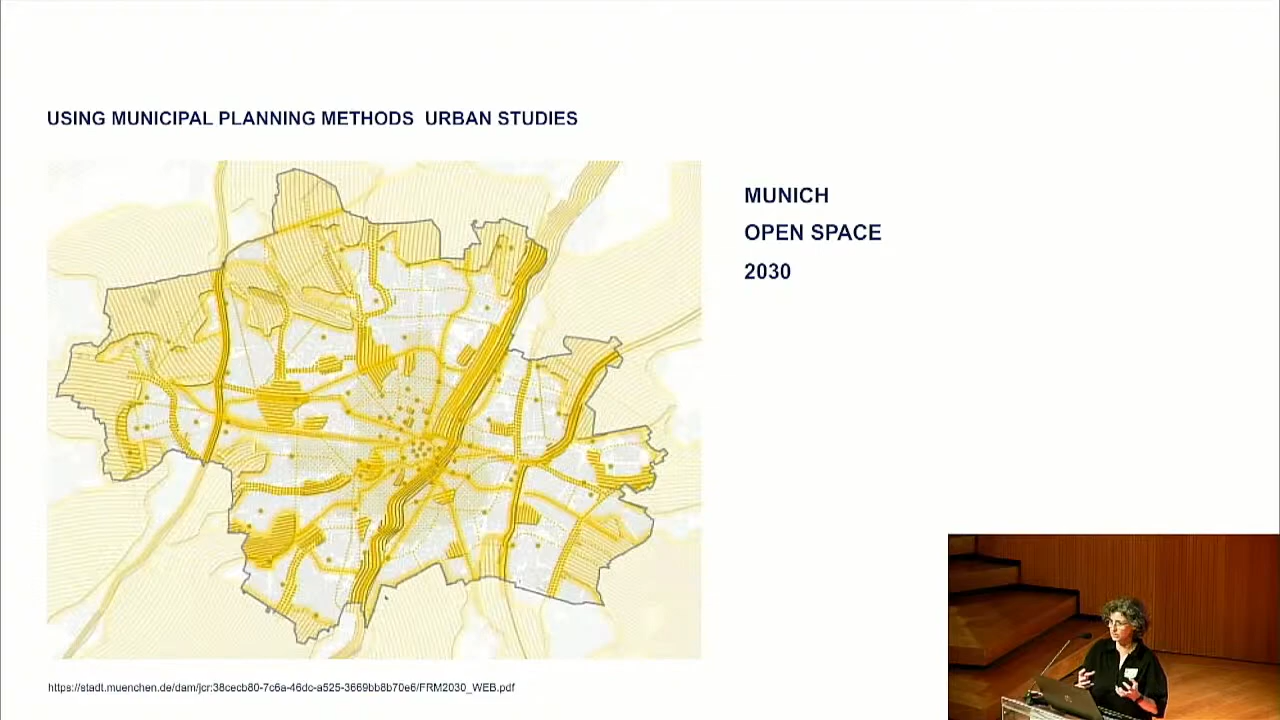 USING MUNICIPAL PLANNING METHODS URBAN STUDIES
MUNICH
OPEN SPACE
2030
https://stadt.muenchen.de/dam/jcr:38cecb80-7c6a-46dc-a525-3669bb8b70e6/FRM2030_WEB.pdf